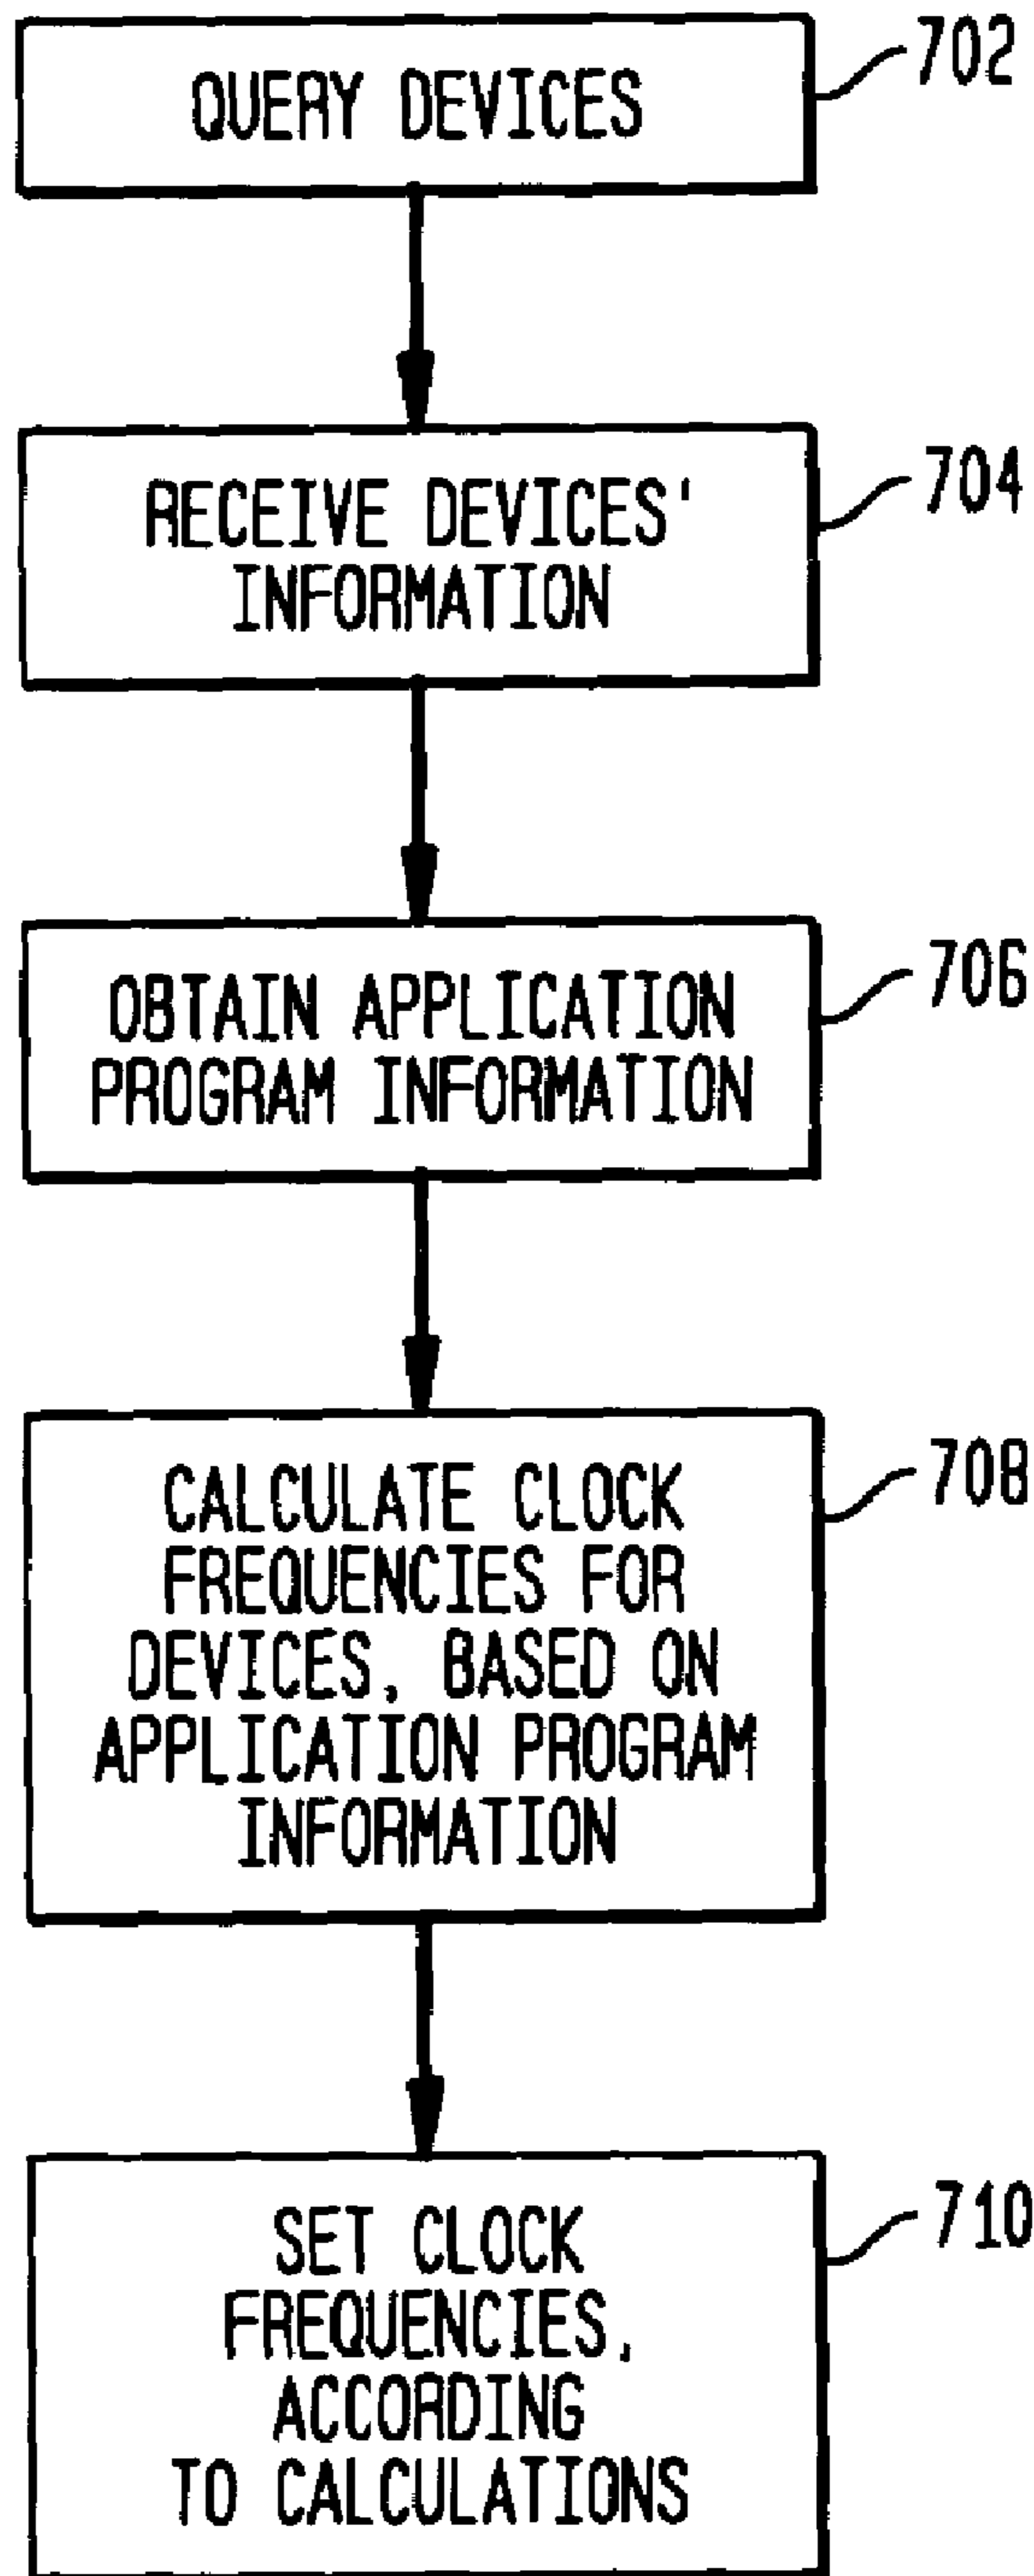 QUERY DEVICES
702
RECEIVE DEVICES'
INFORMATION
704
OBTAIN APPLICATION
PROGRAM INFORMATION
706
CALCULATE CLOCK
FREQUENCIES FOR
DEVICES, BASED ON
APPLICATION PROGRAM
INFORMATION
708
SET CLOCK
FREQUENCIES,
ACCORDING
TO CALCULATIONS
710